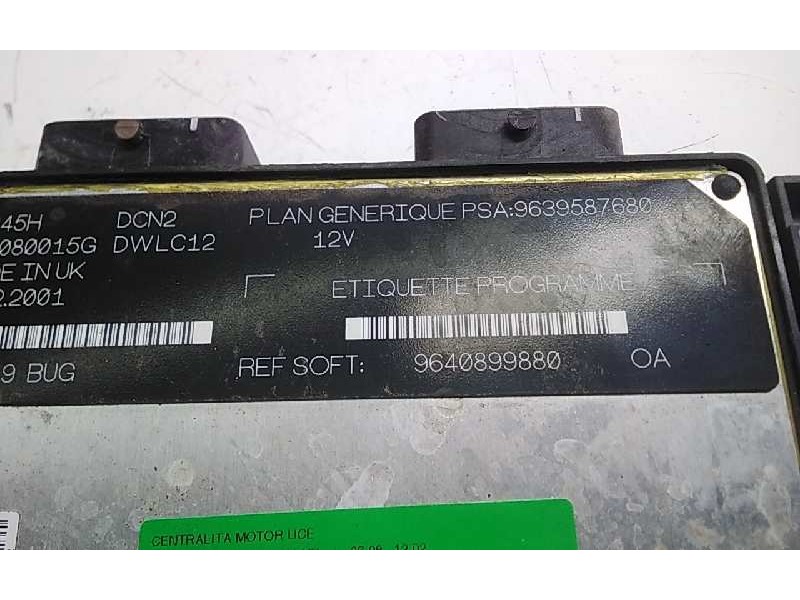 45H DCN2 PLAN GENERIQUE PSA:9639587680
080015G DWLC12 12V
E IN UK ETIQUETTE PROGRAMME
.2001
9 BUG REF SOFT: 9640899880 OA
CENTRALITA MOTOR UCE